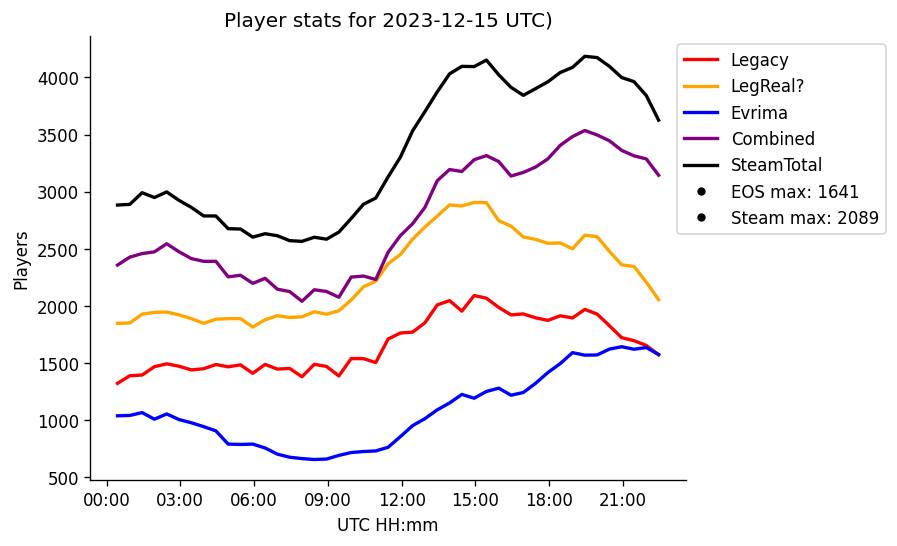 Player stats for 2023-12-15 UTC)
Players
4000
3500
3000
2500
2000
1500
1000
500
00:00 03:00 06:00 09:00 12:00 15:00 18:00 21:00
UTC HH:mm
Legacy
LegReal?
Evrima
Combined
SteamTotal
EOS max: 1641
Steam max: 2089